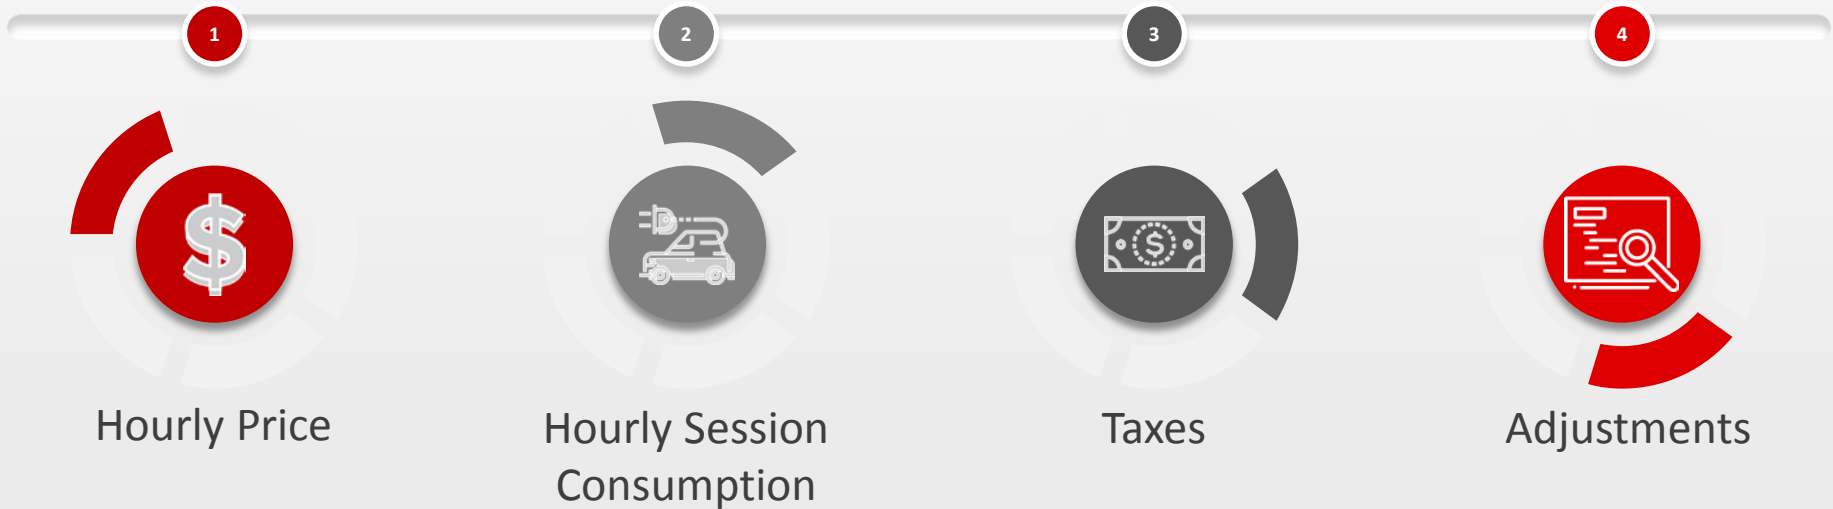 1
2
3
4
$
$
Hourly Price
Hourly Session
Consumption
Taxes
Adjustments